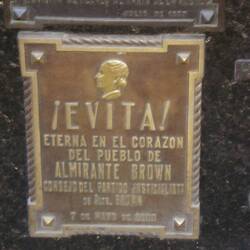 ¡EVITA!
ETERNA EN EL CORAZON
DEL PUEBLO DE
ALMIRANTE BROWN
CONSEJO DEL PARTIDO JUSTICIALISTA
DE ALTE. BROWN
7 DE MAYO DE